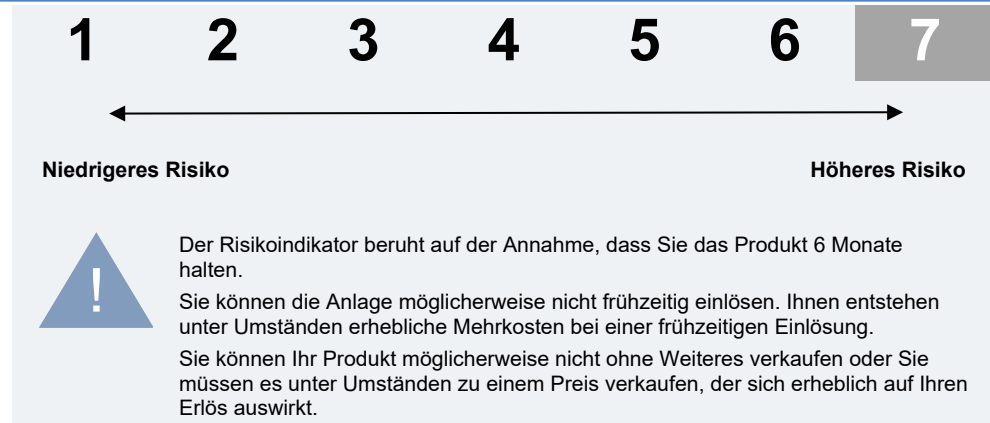 1 2 3 4 5 6 7
Niedrigeres Risiko Höheres Risiko
!
Der Risikoindikator beruht auf der Annahme, dass Sie das Produkt 6 Monate
halten.
Sie können die Anlage möglicherweise nicht frühzeitig einlösen. Ihnen entstehen
unter Umständen erhebliche Mehrkosten bei einer frühzeitigen Einlösung.
Sie können Ihr Produkt möglicherweise nicht ohne Weiteres verkaufen oder Sie
müssen es unter Umständen zu einem Preis verkaufen, der sich erheblich auf Ihren
Erlös auswirkt.